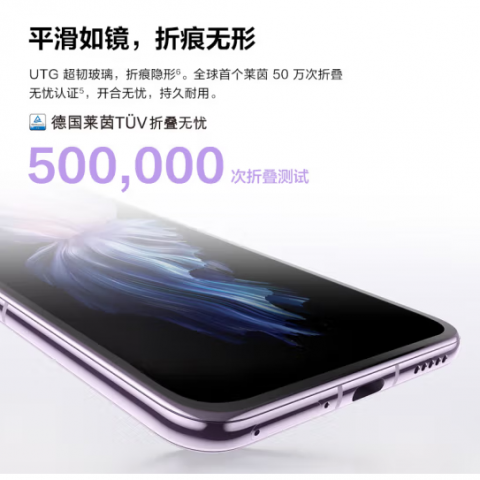 平滑如镜，折痕无形
UTG 超韧玻璃，折痕隐形⁶。全球首个莱茵 50 万次折叠
无忧认证⁵，开合无忧，持久耐用。
德国莱茵TÜV折叠无忧
500,000 次折叠测试